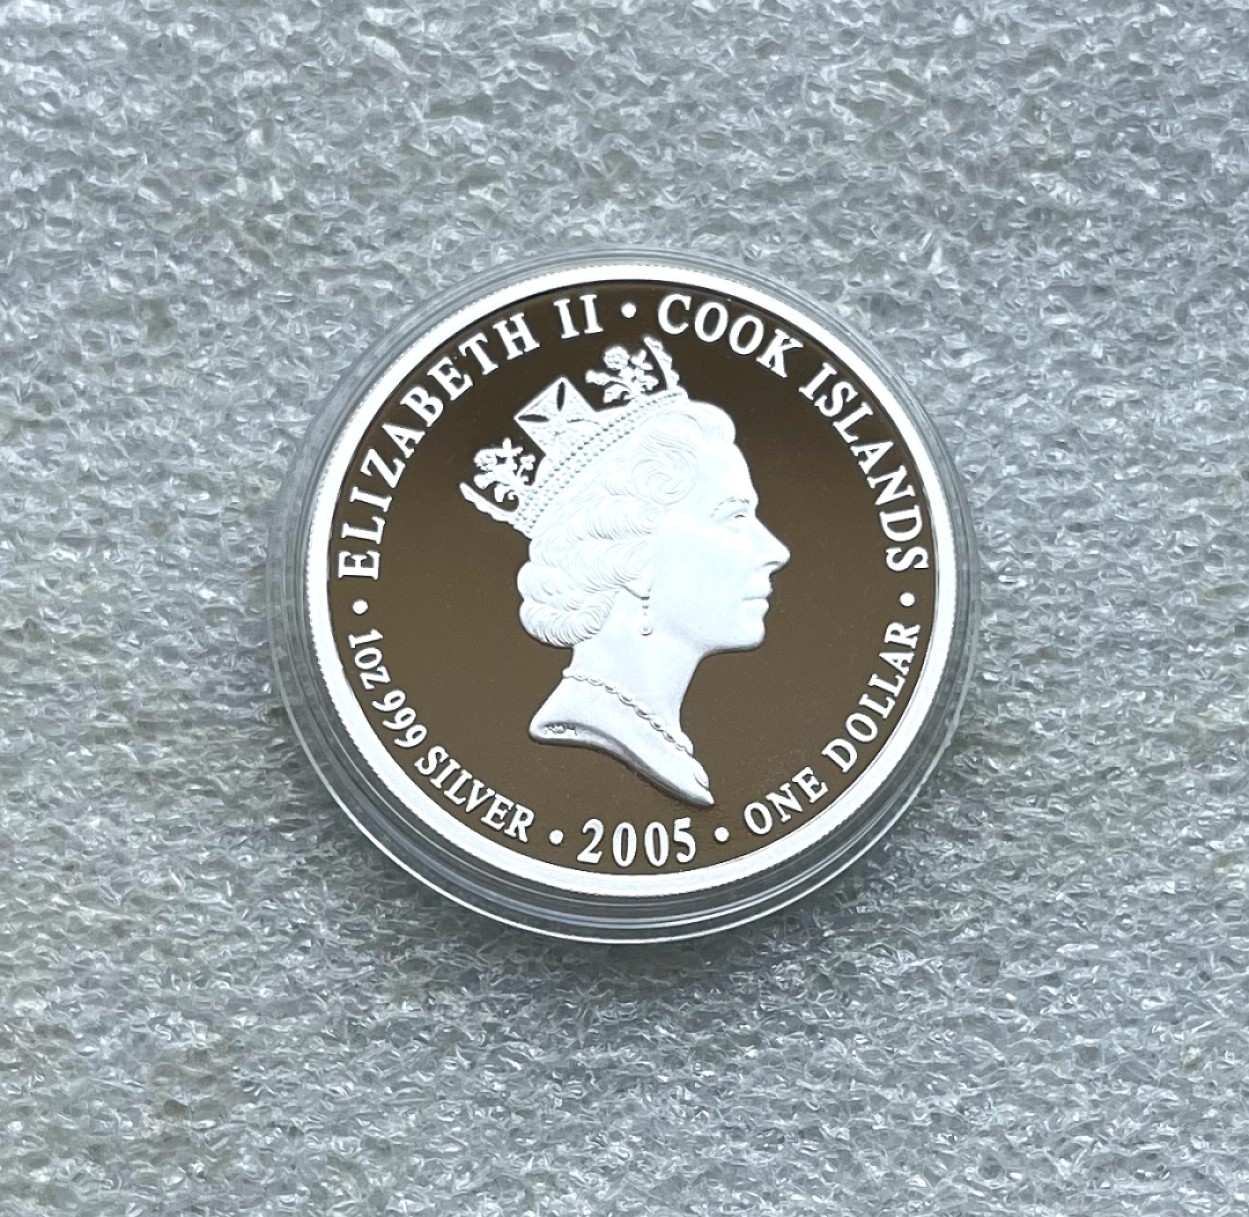 ELIZABETH II • COOK ISLANDS •
1OZ 999 SILVER • 2005 • ONE DOLLAR •